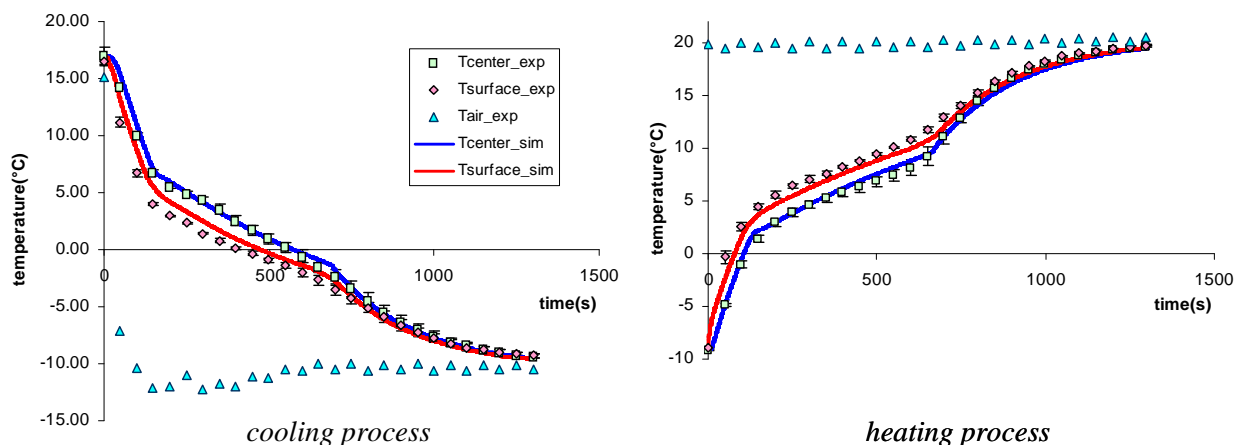 20.00
15.00
10.00
5.00
0.00
-5.00
-10.00
-15.00
0
500
1000
1500
temperature(°C)
time(s)
Tcenter_exp
Tsurface_exp
Tair_exp
Tcenter_sim
Tsurface_sim
cooling process
20
15
10
5
0
-5
-10
0
500
1000
1500
temperature(°C)
time(s)
heating process